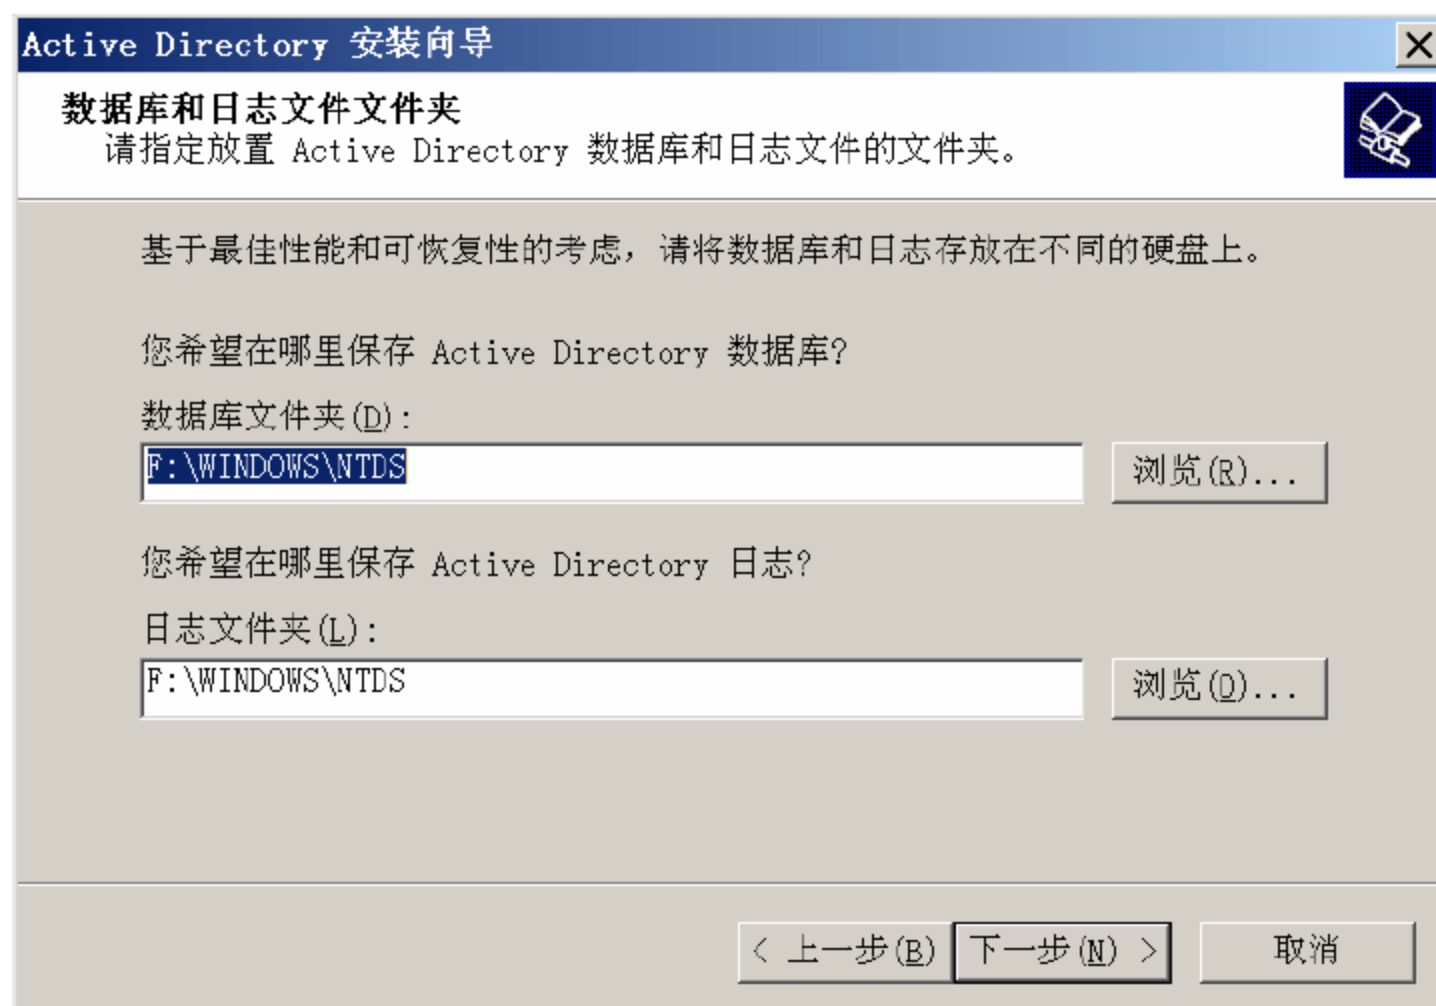 Active Directory 安装向导
数据库和日志文件文件夹
请指定放置 Active Directory 数据库和日志文件的文件夹。
基于最佳性能和可恢复性的考虑，请将数据库和日志存放在不同的硬盘上。
您希望在哪里保存 Active Directory 数据库?
数据库文件夹(D):
F:\WINDOWS\NTDS
浏览(R)...
您希望在哪里保存 Active Directory 日志?
日志文件夹(L):
F:\WINDOWS\NTDS
浏览(O)...
< 上一步(B) 下一步(N) > 取消